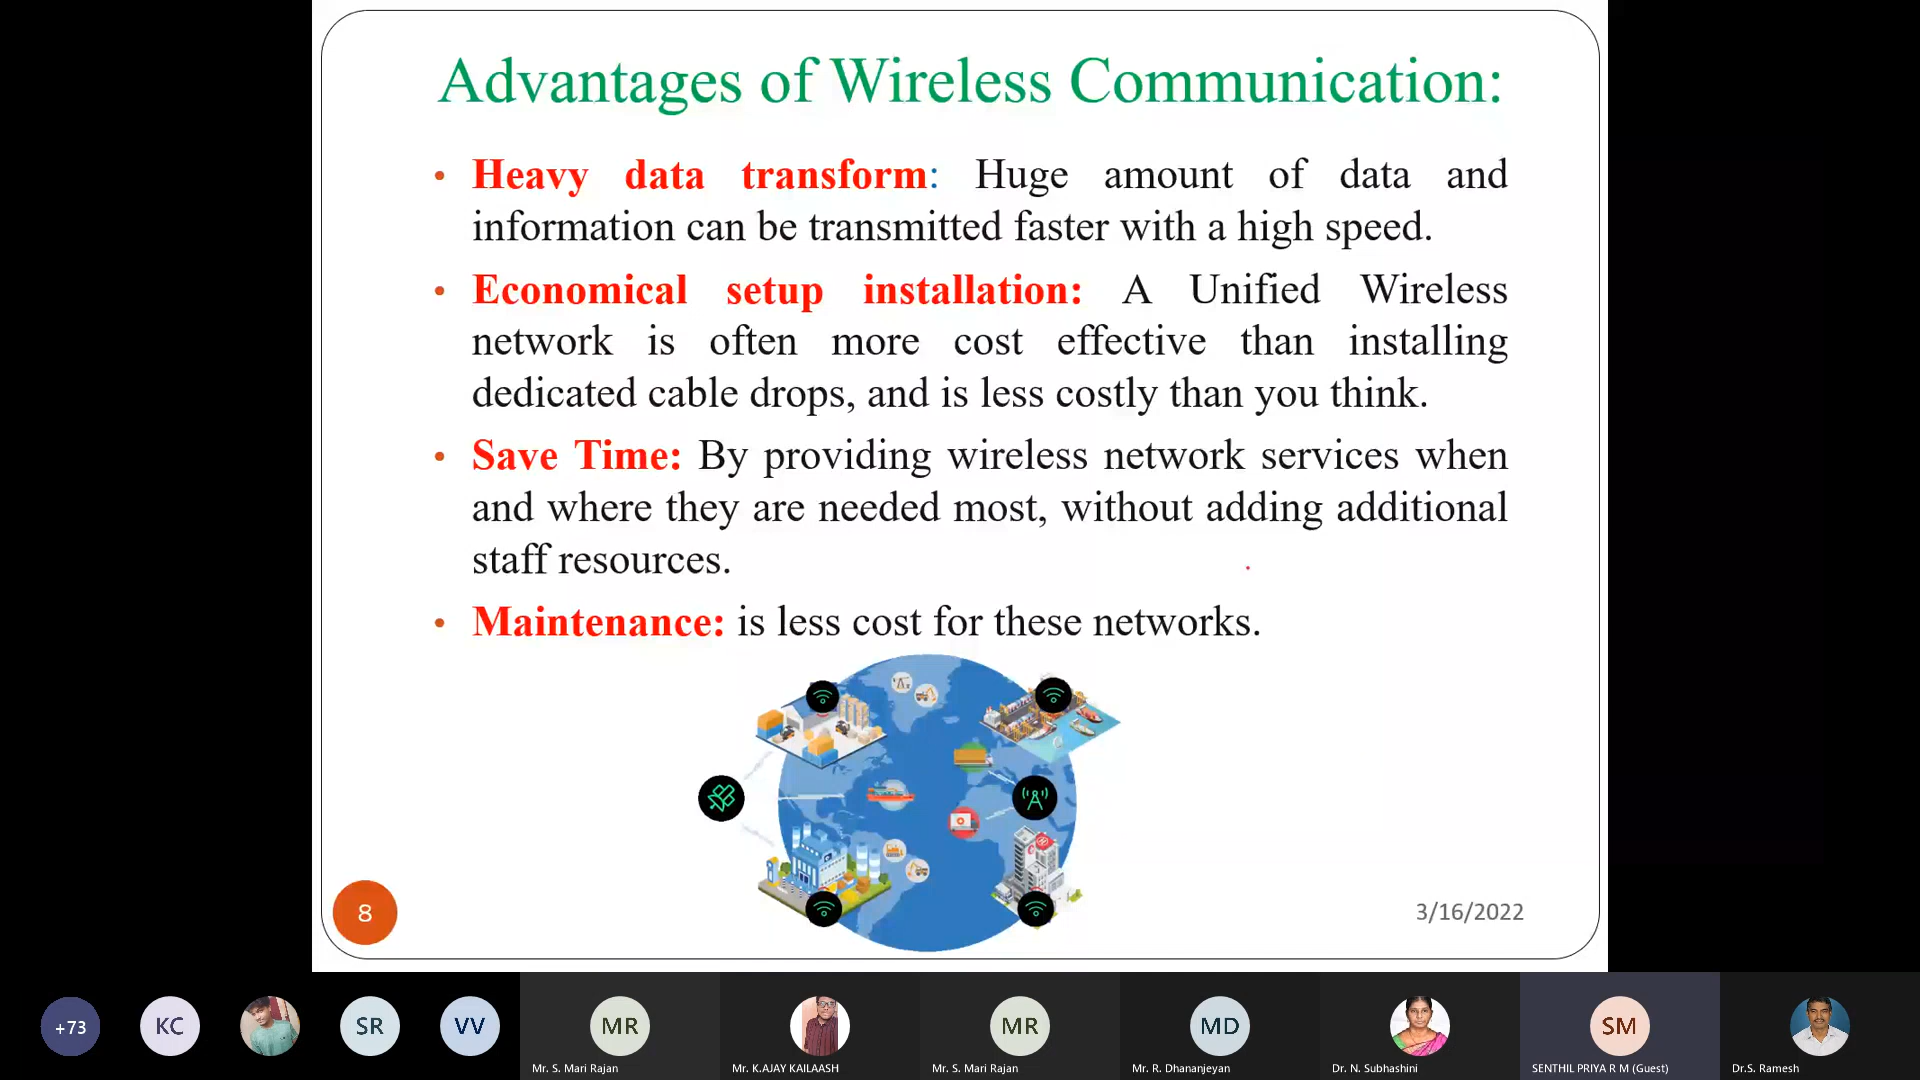 Advantages of Wireless Communication:
• Heavy data transform: Huge amount of data and
information can be transmitted faster with a high speed.
• Economical setup installation: A Unified Wireless
network is often more cost effective than installing
dedicated cable drops, and is less costly than you think.
• Save Time: By providing wireless network services when
and where they are needed most, without adding additional
staff resources.
• Maintenance: is less cost for these networks.
8
3/16/2022
+73
KC
SR
VV
MR
MR
MD
SM
Mr. S. Mari Rajan
Mr. K.AJAY KAILAASH
Mr. S. Mari Rajan
Mr. R. Dhananjeyan
Dr. N. Subhashini
SENTHIL PRIYA R M (Guest)
Dr.S. Ramesh